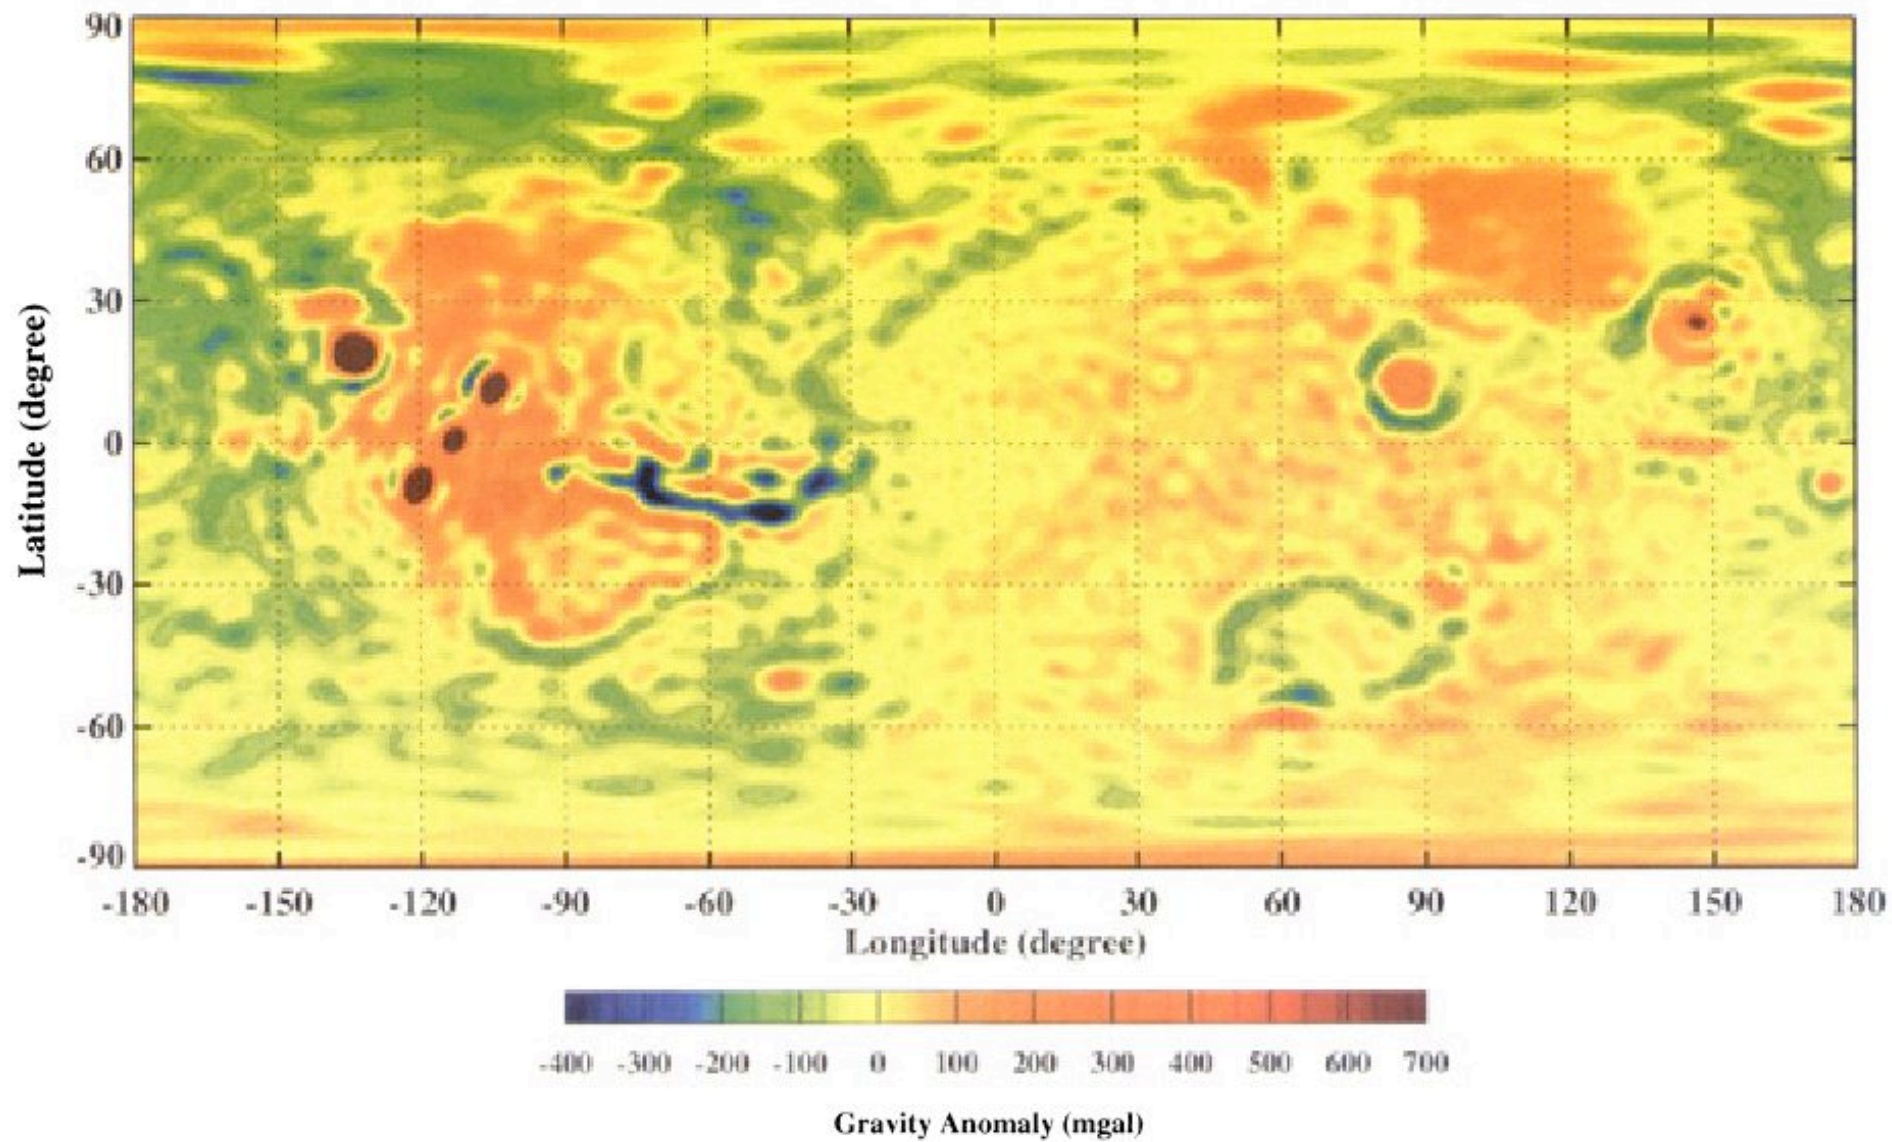 90
60
30
0
-30
-60
-90
Latitude (degree)
-180 -150 -120 -90 -60 -30 0 30 60 90 120 150 180
Longitude (degree)
-400 -300 -200 -100 0 100 200 300 400 500 600 700
Gravity Anomaly (mgal)